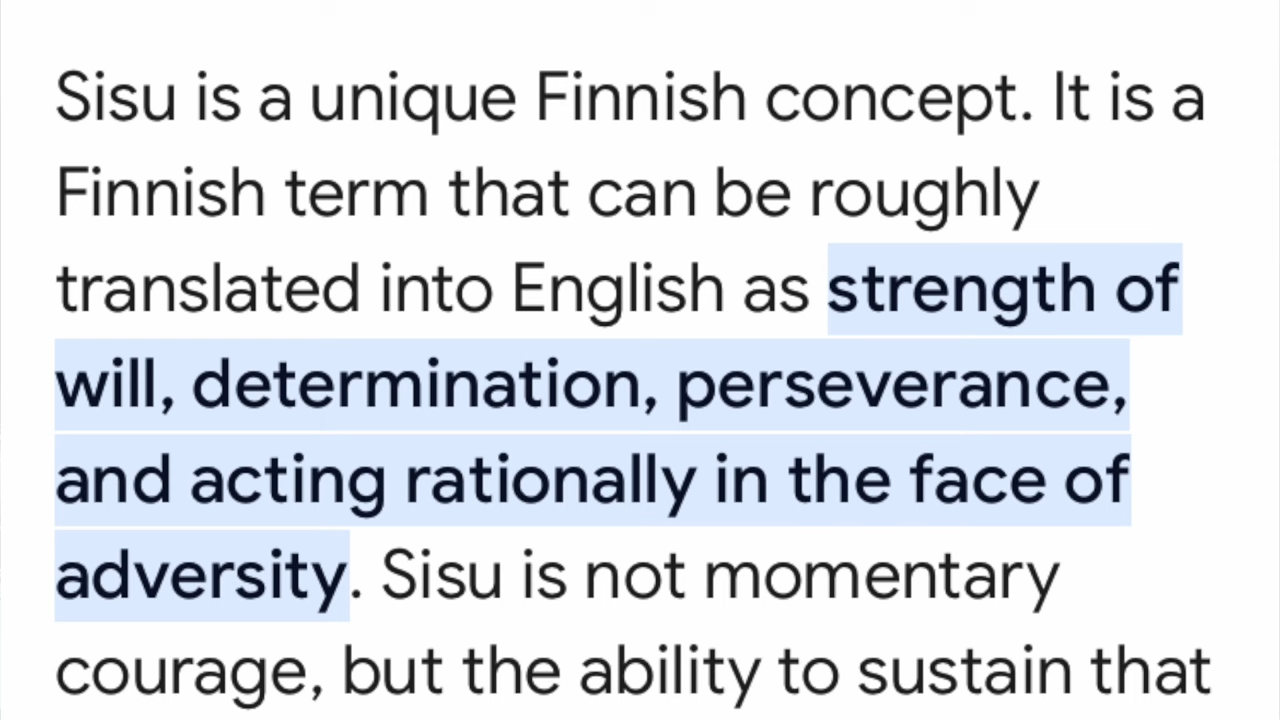 Sisu is a unique Finnish concept. It is a
Finnish term that can be roughly
translated into English as strength of
will, determination, perseverance,
and acting rationally in the face of
adversity. Sisu is not momentary
courage, but the ability to sustain that